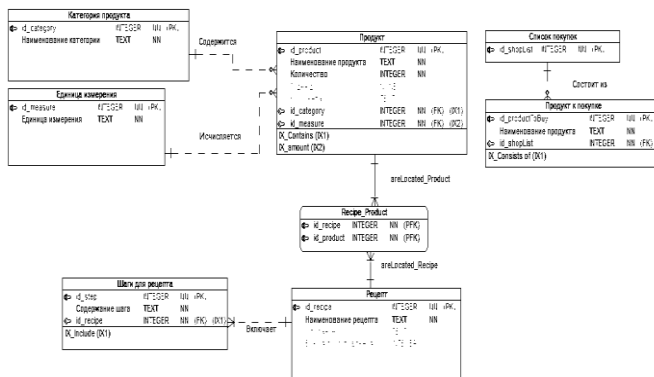 Категория продукта
id_category INTEGER NN (PK)
Наименование категории TEXT NN
Содержится
Единица измерения
id_measure INTEGER NN (PK)
Единица измерения TEXT NN
Исчисляется
Продукт
id_product INTEGER NN (PK)
Наименование продукта TEXT NN
Количество INTEGER NN
id_category INTEGER NN (FK) (IX1)
id_measure INTEGER NN (FK) (IX2)
IX_Contains (IX1)
IX_amount (IX2)
Список покупок
id_shopList INTEGER NN (PK)
Состоит из
Продукт к покупке
id_productToBuy INTEGER NN (PK)
Наименование продукта TEXT NN
id_shopList INTEGER NN (FK)
IX_Consists of (IX1)
areLocated_Product
Recipe_Product
id_recipe INTEGER NN (PFK)
id_product INTEGER NN (PFK)
areLocated_Recipe
Шаги для рецепта
id_step INTEGER NN (PK)
Содержание шага TEXT NN
id_recipe INTEGER NN (FK) (IX1)
IX_Include (IX1)
Включает
Рецепт
id_recipe INTEGER NN (PK)
Наименование рецепта TEXT NN